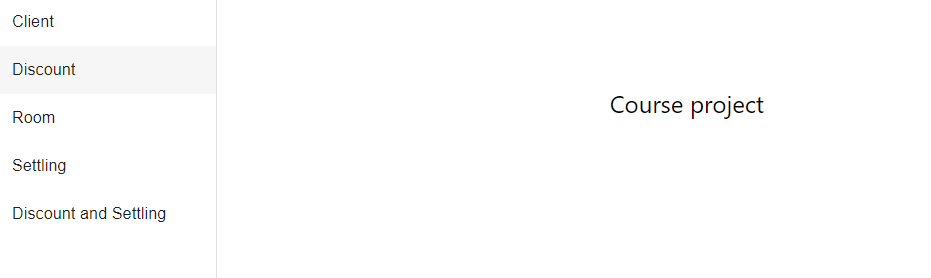 Client
Discount
Room
Settling
Discount and Settling
Course project